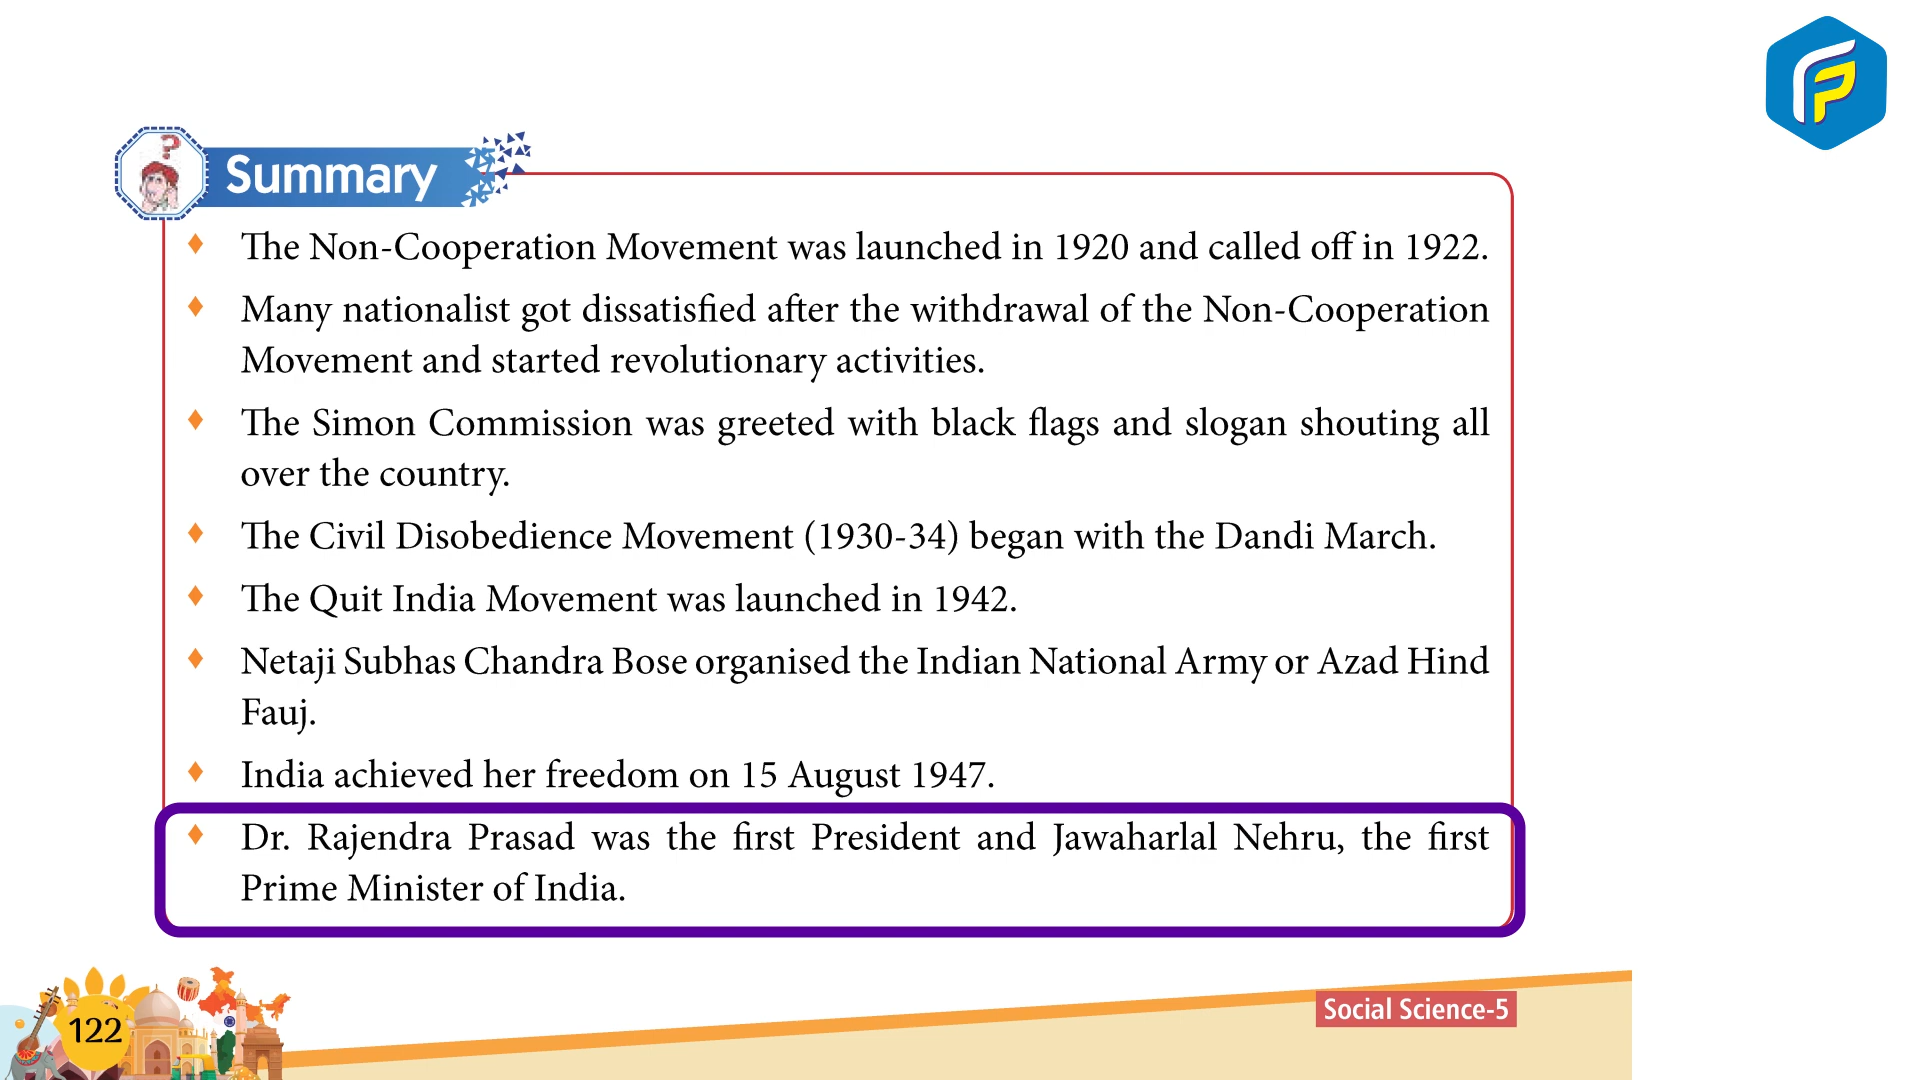 Summary
The Non-Cooperation Movement was launched in 1920 and called off in 1922.
Many nationalist got dissatisfied after the withdrawal of the Non-Cooperation
Movement and started revolutionary activities.
The Simon Commission was greeted with black flags and slogan shouting all
over the country.
The Civil Disobedience Movement (1930-34) began with the Dandi March.
The Quit India Movement was launched in 1942.
Netaji Subhas Chandra Bose organised the Indian National Army or Azad Hind
Fauj.
India achieved her freedom on 15 August 1947.
Dr. Rajendra Prasad was the first President and Jawaharlal Nehru, the first
Prime Minister of India.
122
Social Science-5